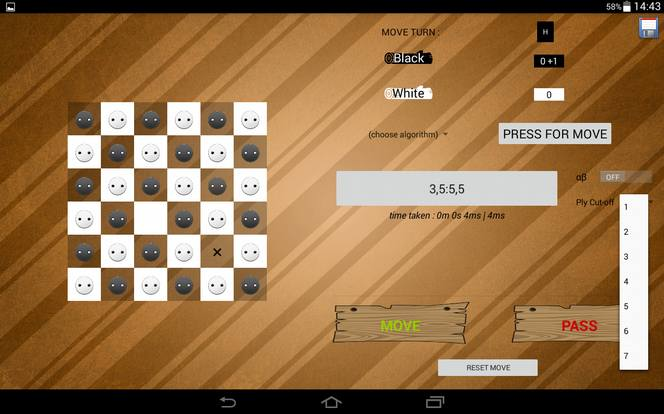 58% 14:43
MOVE TURN :
H
Black
0 +1
White
0
(choose algorithm)
PRESS FOR MOVE
3,5:5,5
αβ
OFF
Ply Cut-off
time taken : 0m 0s 4ms | 4ms
1
2
3
4
5
6
7
MOVE
PASS
RESET MOVE